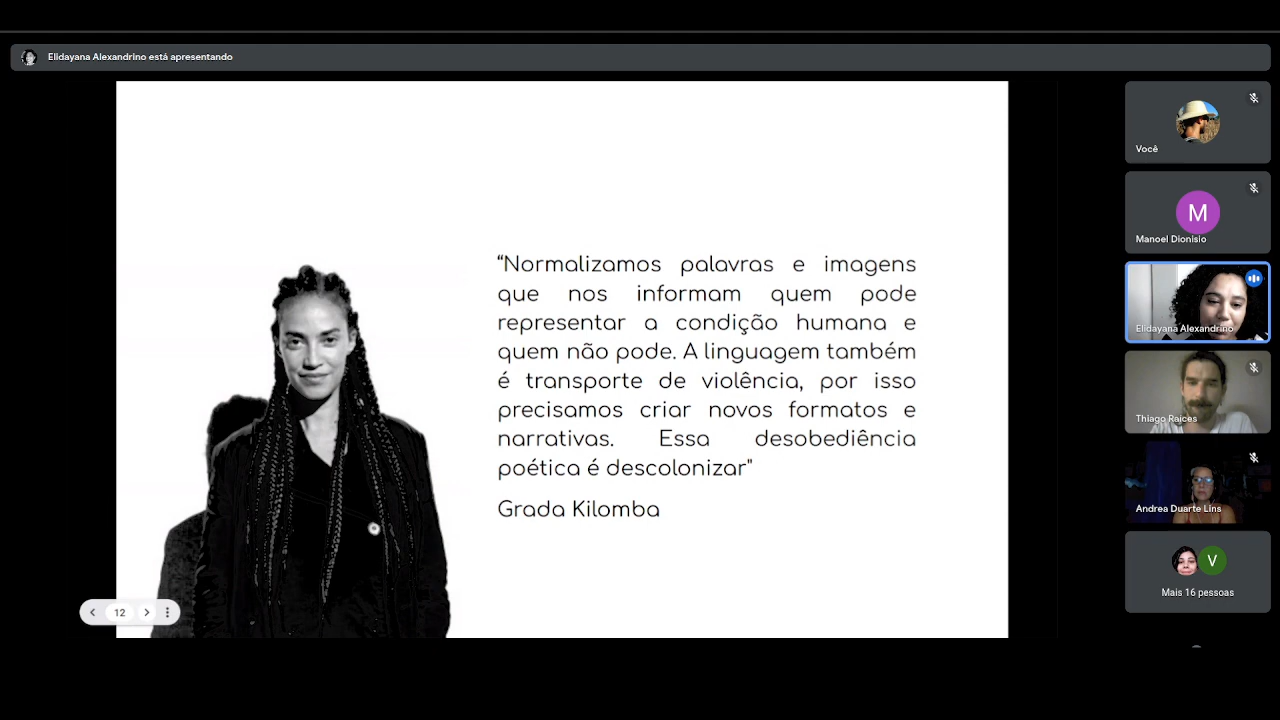 Elidayana Alexandrino está apresentando
Você
M
Manoel Dionisio
Elidayana Alexandrino
Thiago Raices
Andrea Duarte Lins
V
Mais 16 pessoas
“Normalizamos palavras e imagens
que nos informam quem pode
representar a condição humana e
quem não pode. A linguagem também
é transporte de violência, por isso
precisamos criar novos formatos e
narrativas. Essa desobediência
poética é descolonizar"
Grada Kilomba
12